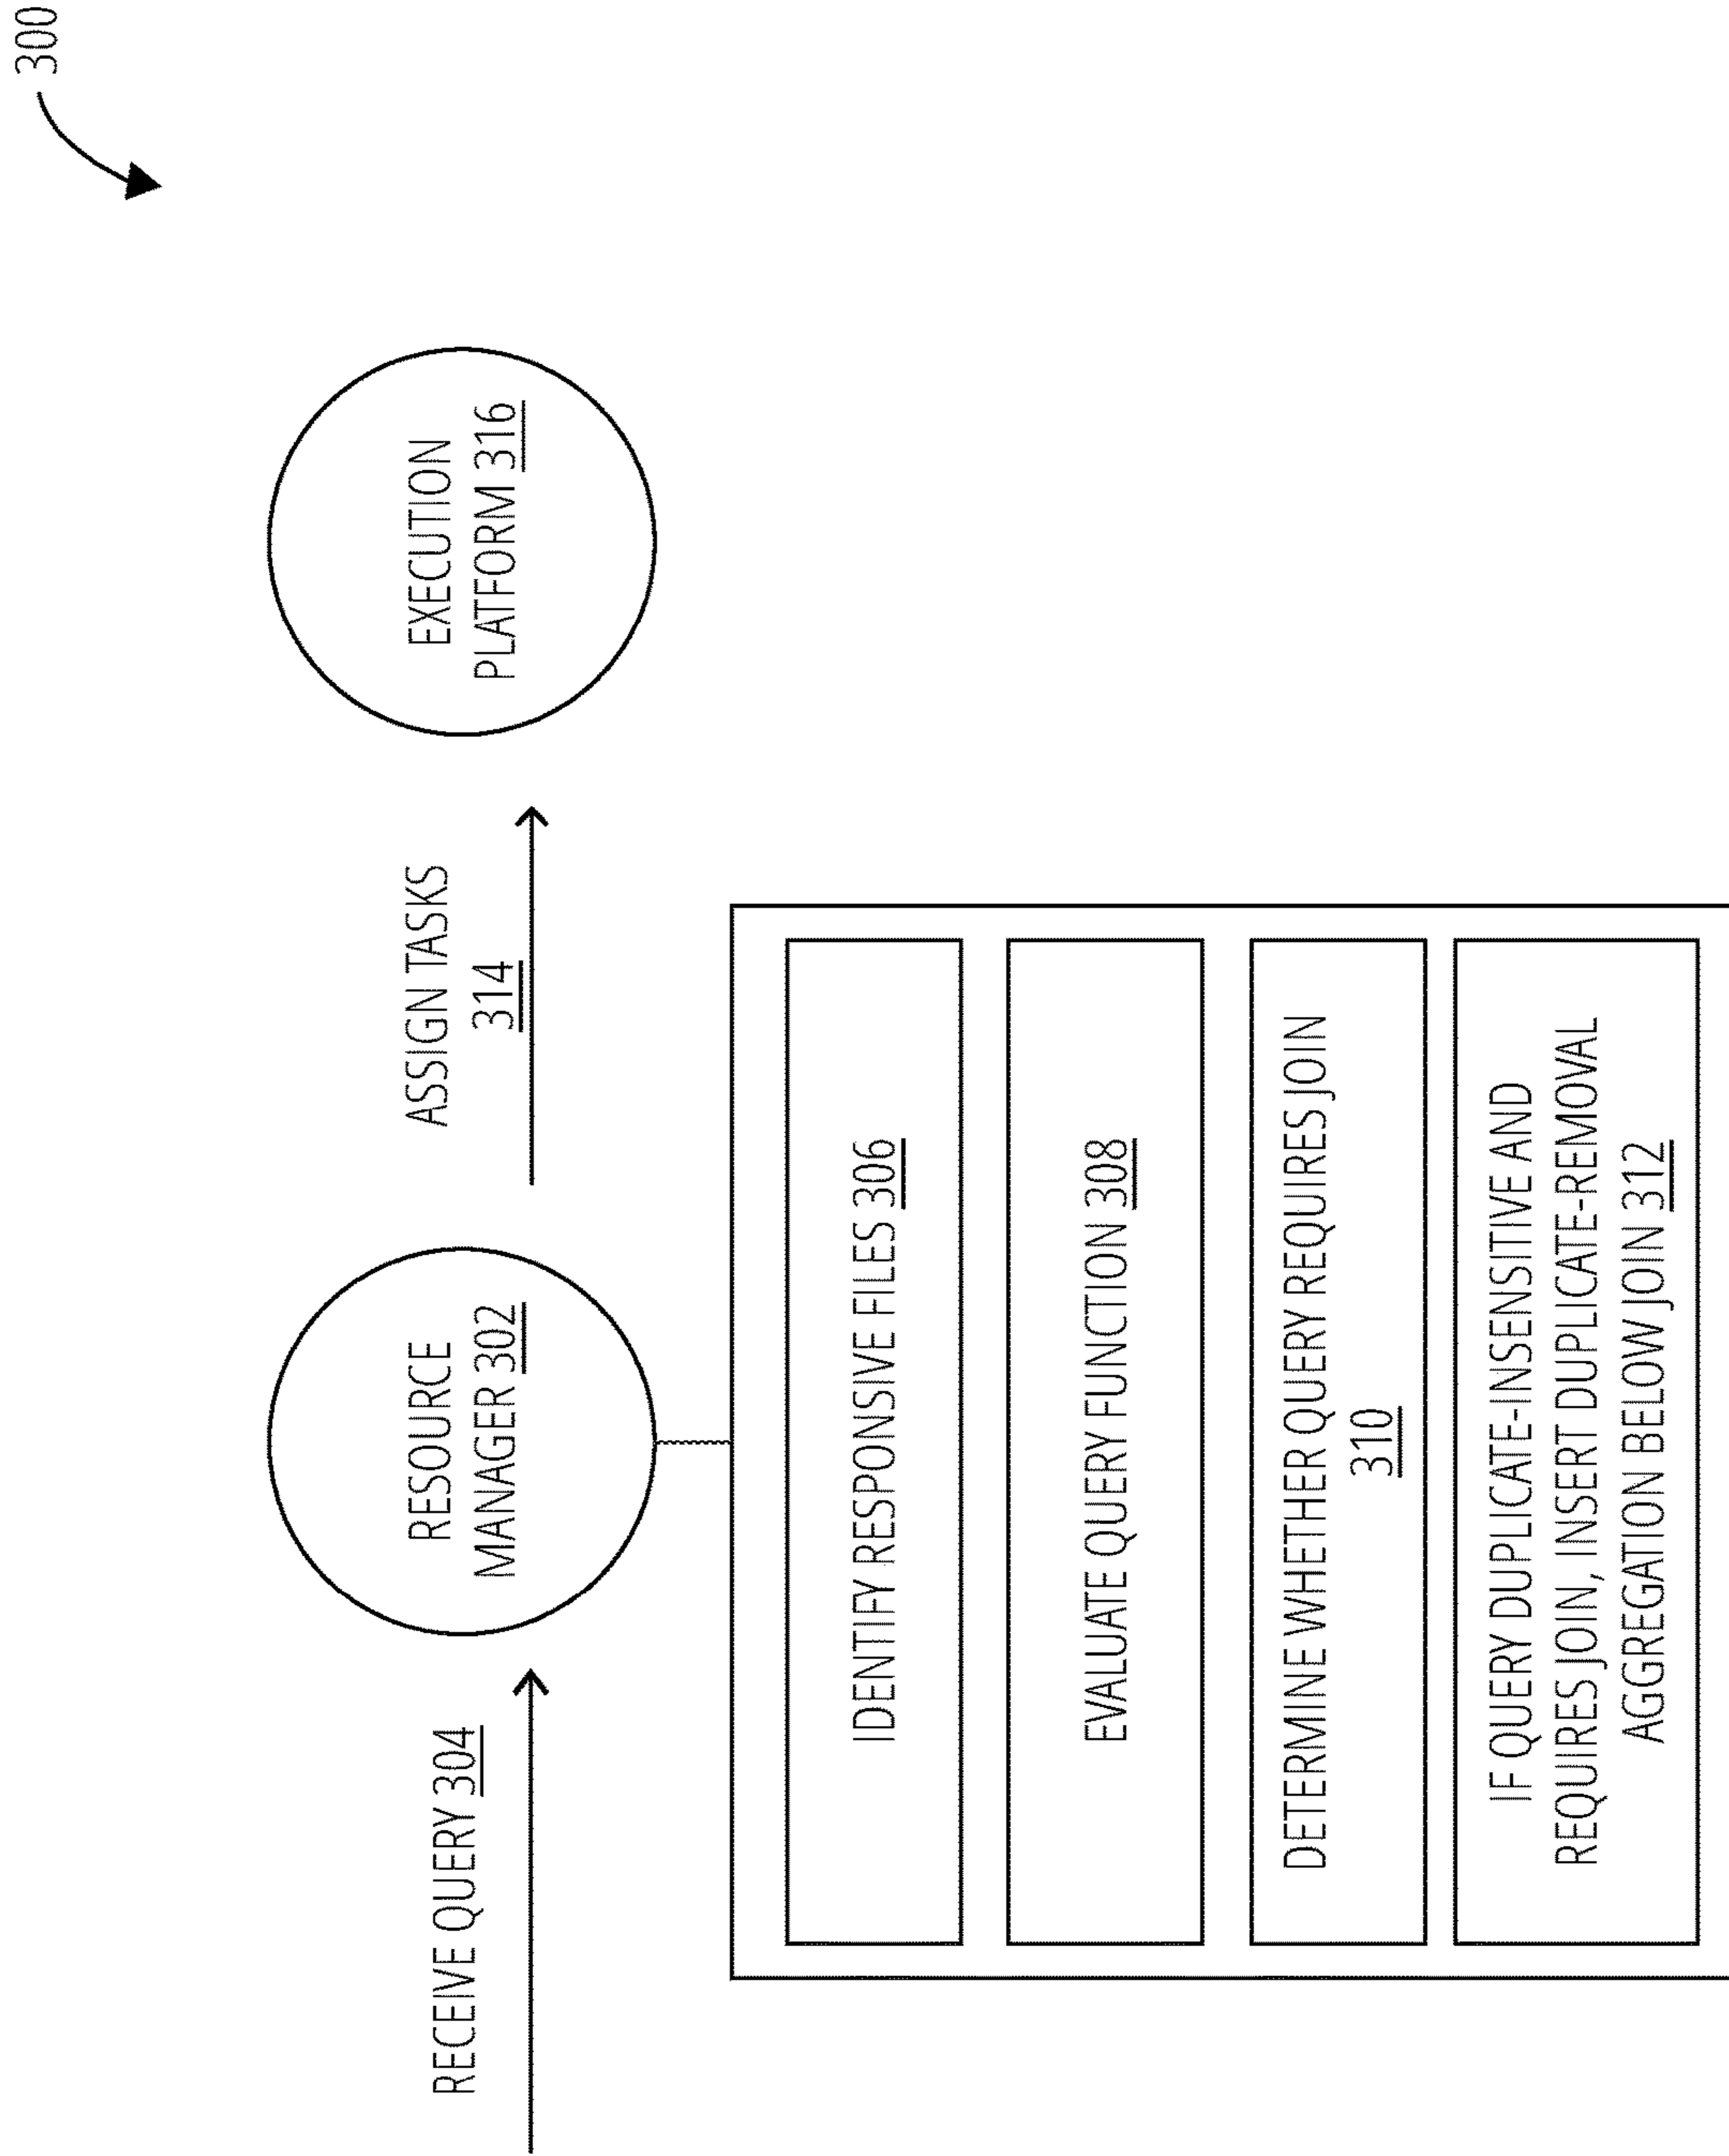 300
RECEIVE QUERY 304
RESOURCE
MANAGER 302
ASSIGN TASKS
314
EXECUTION
PLATFORM 316
IDENTIFY RESPONSIVE FILES 306
EVALUATE QUERY FUNCTION 308
DETERMINE WHETHER QUERY REQUIRES JOIN
310
IF QUERY DUPLICATE-INSENSITIVE AND
REQUIRES JOIN, INSERT DUPLICATE-REMOVAL
AGGREGATION BELOW JOIN 312